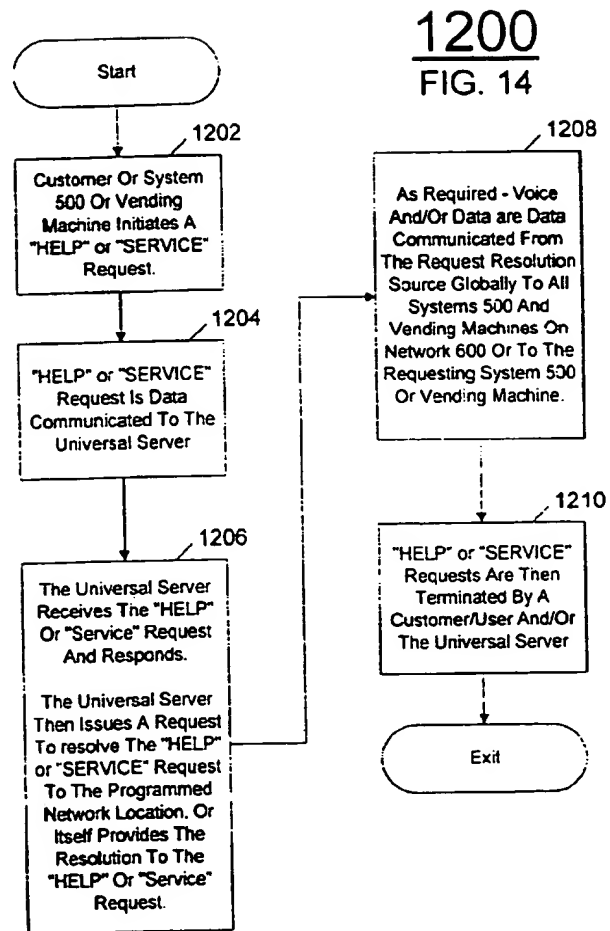 1200
FIG. 14
Start
1202
Customer Or System
500 Or Vending
Machine Initiates A
"HELP" or "SERVICE"
Request.
1204
"HELP" or "SERVICE"
Request Is Data
Communicated To The
Universal Server
1206
The Universal Server
Receives The "HELP"
Or "Service" Request
And Responds.
The Universal Server
Then Issues A Request
To resolve The "HELP"
or "SERVICE" Request
To The Programmed
Network Location. Or
Itself Provides The
Resolution To The
"HELP" Or "Service"
Request.
1208
As Required - Voice
And/Or Data are Data
Communicated From
The Request Resolution
Source Globally To All
Systems 500 And
Vending Machines On
Network 600 Or To The
Requesting System 500
Or Vending Machine.
1210
"HELP" or "SERVICE"
Requests Are Then
Terminated By A
Customer/User And/Or
The Universal Server
Exit